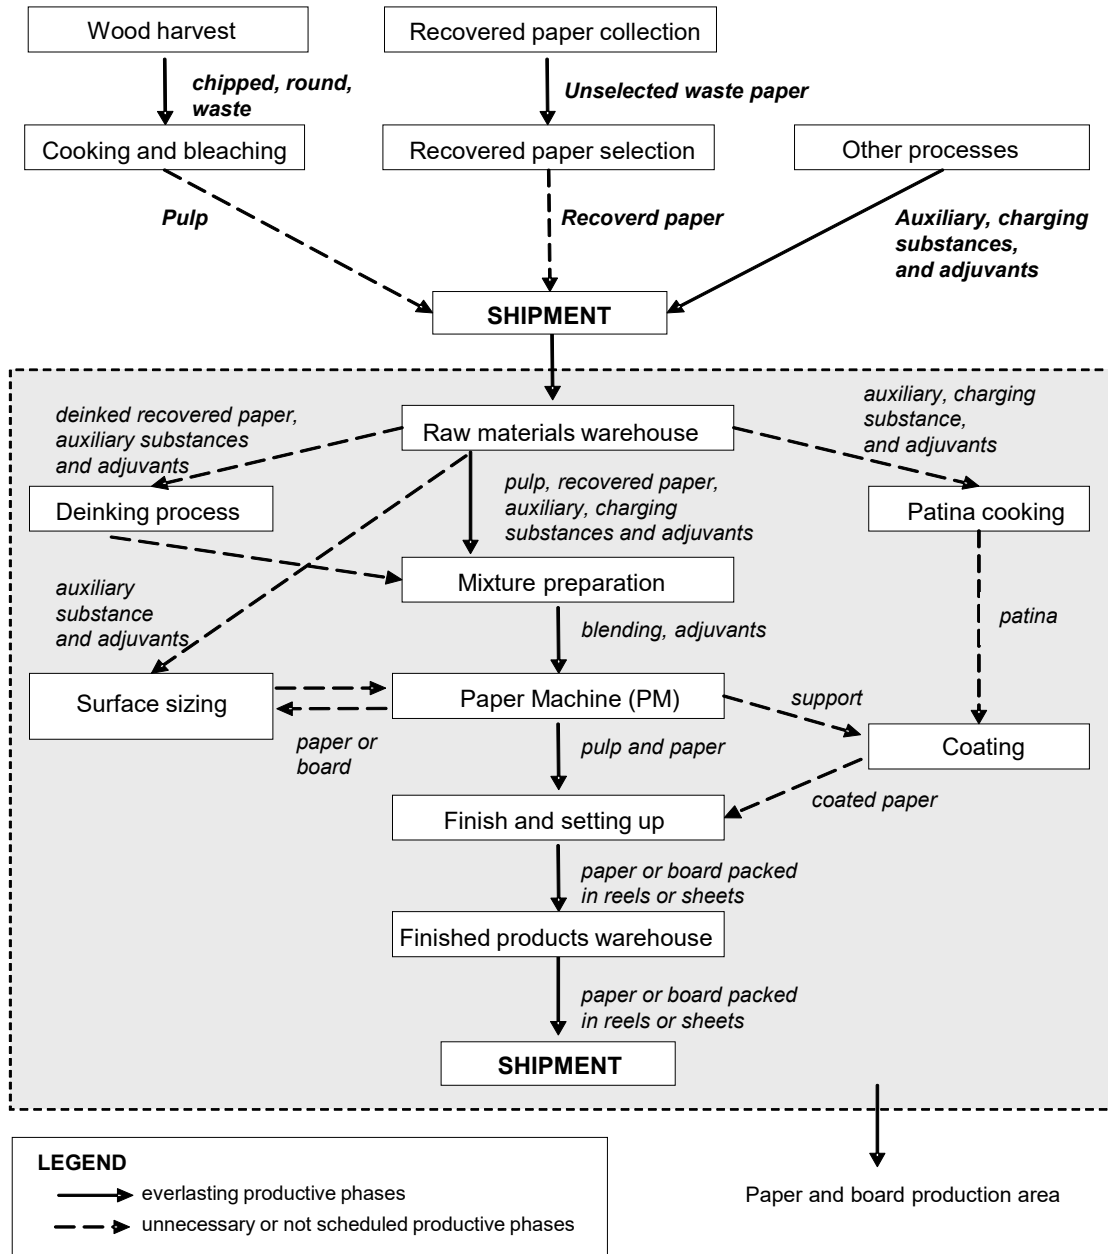 Wood harvest
Recovered paper collection
chipped, round,
waste
Unselected waste paper
Cooking and bleaching
Recovered paper selection
Other processes
Pulp
Recoverd paper
Auxiliary, charging
substances,
and adjuvants
SHIPMENT
deinked recovered paper,
auxiliary substances
and adjuvants
Raw materials warehouse
auxiliary, charging
substance,
and adjuvants
Deinking process
pulp, recovered paper,
auxiliary, charging
substances and adjuvants
Patina cooking
Mixture preparation
auxiliary
substance
and adjuvants
blending, adjuvants
patina
Surface sizing
Paper Machine (PM)
support
paper or
board
pulp and paper
Coating
coated paper
Finish and setting up
paper or board packed
in reels or sheets
Finished products warehouse
paper or board packed
in reels or sheets
SHIPMENT
LEGEND
everlasting productive phases
unnecessary or not scheduled productive phases
Paper and board production area